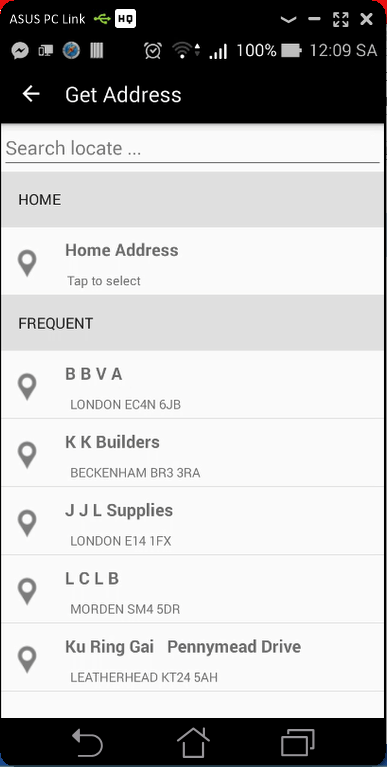 ASUS PC Link HQ
100% 12:09 SA
Get Address
Search locate ...
HOME
Home Address
Tap to select
FREQUENT
B B V A
LONDON EC4N 6JB
K K Builders
BECKENHAM BR3 3RA
J J L Supplies
LONDON E14 1FX
L C L B
MORDEN SM4 5DR
Ku Ring Gai   Pennymead Drive
LEATHERHEAD KT24 5AH